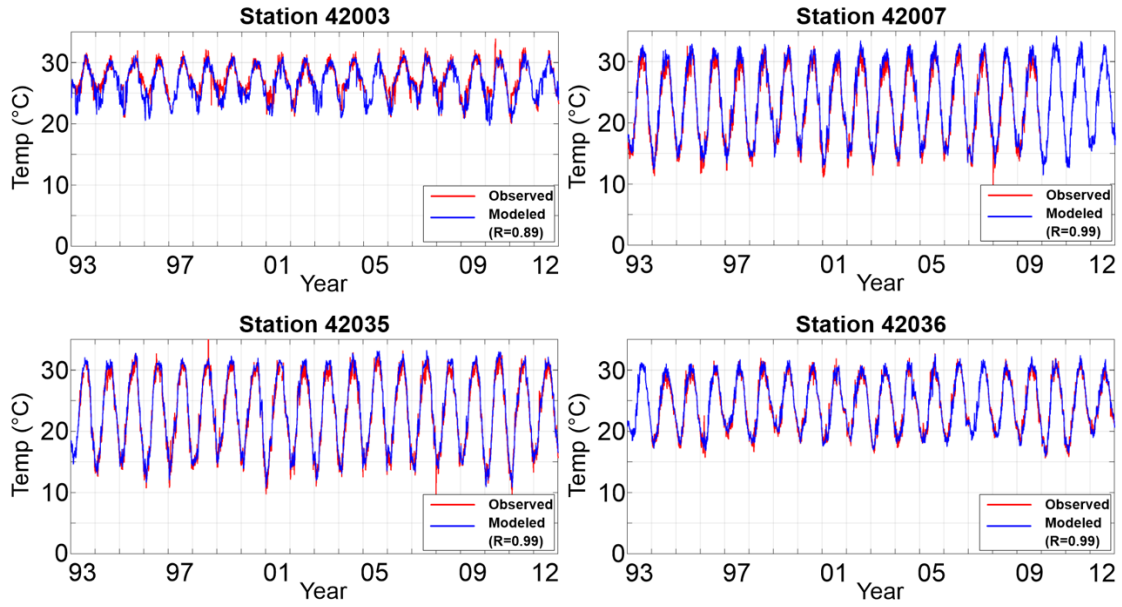 Station 42003
Temp (°C)
30
20
10
0
Observed
Modeled
(R=0.89)
93 97 01 05 09 12
Year
Station 42007
Temp (°C)
30
20
10
0
Observed
Modeled
(R=0.99)
93 97 01 05 09 12
Year
Station 42035
Temp (°C)
30
20
10
0
Observed
Modeled
(R=0.99)
93 97 01 05 09 12
Year
Station 42036
Temp (°C)
30
20
10
0
Observed
Modeled
(R=0.99)
93 97 01 05 09 12
Year